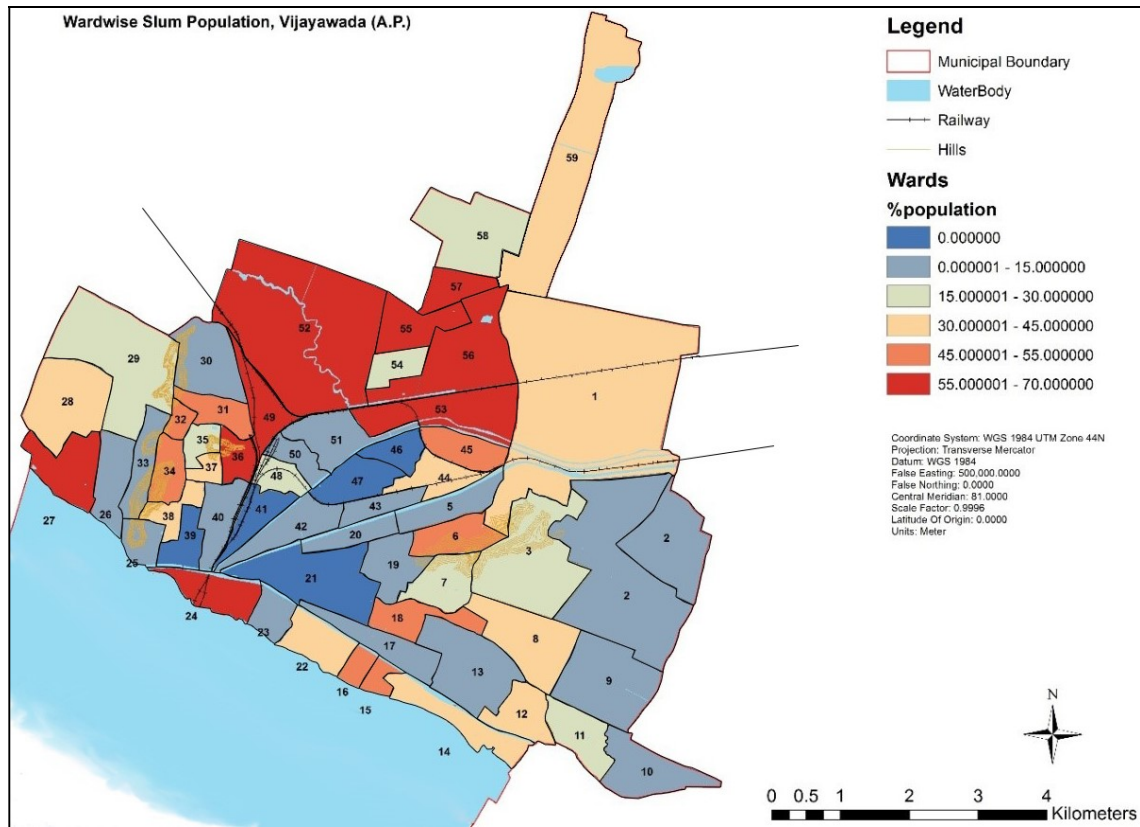 Wardwise Slum Population, Vijayawada (A.P.)
Legend
Municipal Boundary
WaterBody
Railway
Hills
Wards
%population
0.000000
0.000001 - 15.000000
15.000001 - 30.000000
30.000001 - 45.000000
45.000001 - 55.000000
55.000001 - 70.000000
Coordinate System: WGS 1984 UTM Zone 44N
Projection: Transverse Mercator
Datum: WGS 1984
False Easting: 500,000.0000
False Northing: 0.0000
Central Meridian: 81.0000
Scale Factor: 0.9996
Latitude Of Origin: 0.0000
Units: Meter
59
58
57
52
55
56
54
30
29
1
28
31
32
49
53
35
51
46
45
36
50
33
34
37
48
47
44
27
26
38
40
41
43
5
39
42
20
6
2
3
25
19
21
7
2
24
18
23
17
8
22
13
9
16
15
12
11
14
10
N
0 0.5 1 2 3 4
Kilometers